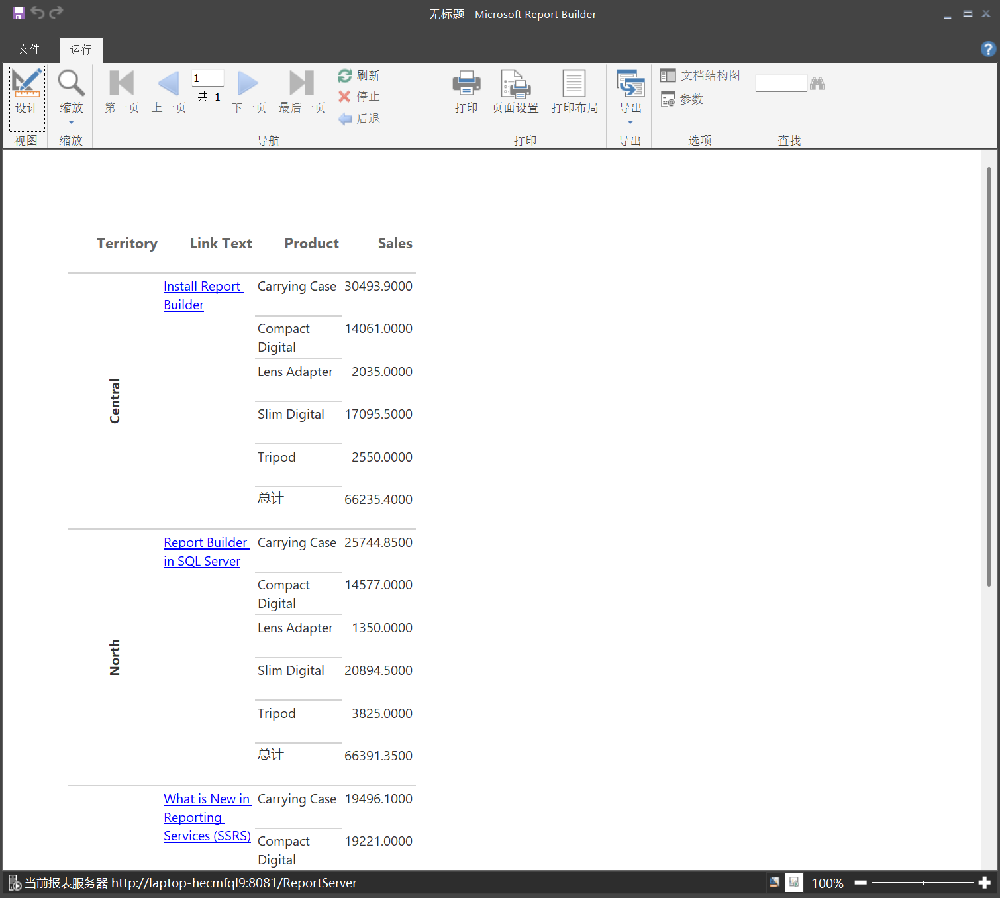 无标题 - Microsoft Report Builder
文件 运行
设计
缩放
第一页
上一页
1
共 1
下一页
最后一页
刷新
停止
后退
打印
页面设置
打印布局
导出
文档结构图
参数
视图 缩放 导航 打印 导出 选项 查找
Territory Link Text Product Sales
Central
Install Report Carrying Case 30493.9000
Builder
Compact 14061.0000
Digital
Lens Adapter 2035.0000
Slim Digital 17095.5000
Tripod 2550.0000
总计 66235.4000
North
Report Builder Carrying Case 25744.8500
in SQL Server
Compact 14577.0000
Digital
Lens Adapter 1350.0000
Slim Digital 20894.5000
Tripod 3825.0000
总计 66391.3500
What is New in Carrying Case 19496.1000
Reporting
Services (SSRS)
Compact 19221.0000
Digital
当前报表服务器 http://laptop-hecmfql9:8081/ReportServer 100%